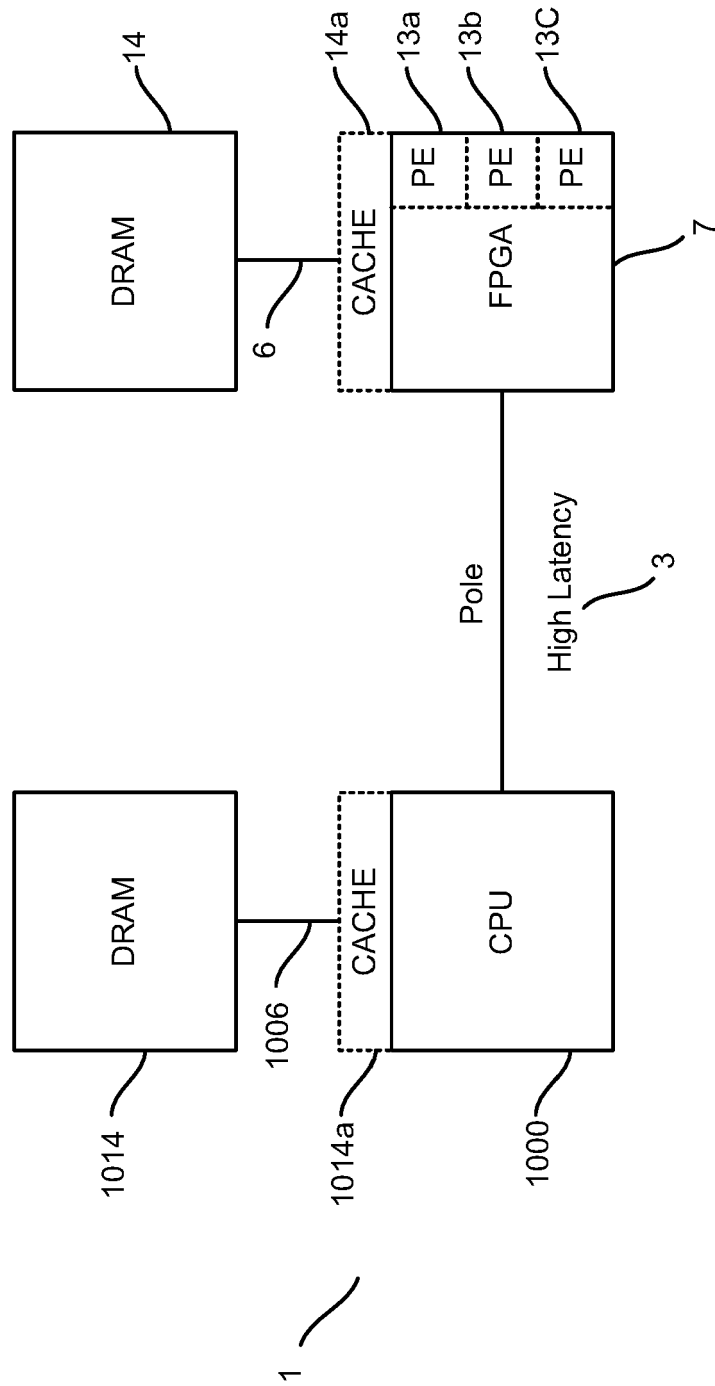 1014
DRAM
DRAM
14
1006
6
1
1014a
CACHE
CACHE
14a
PE
13a
Pole
CPU
FPGA
PE
13b
1000
High Latency
PE
13C
3
7